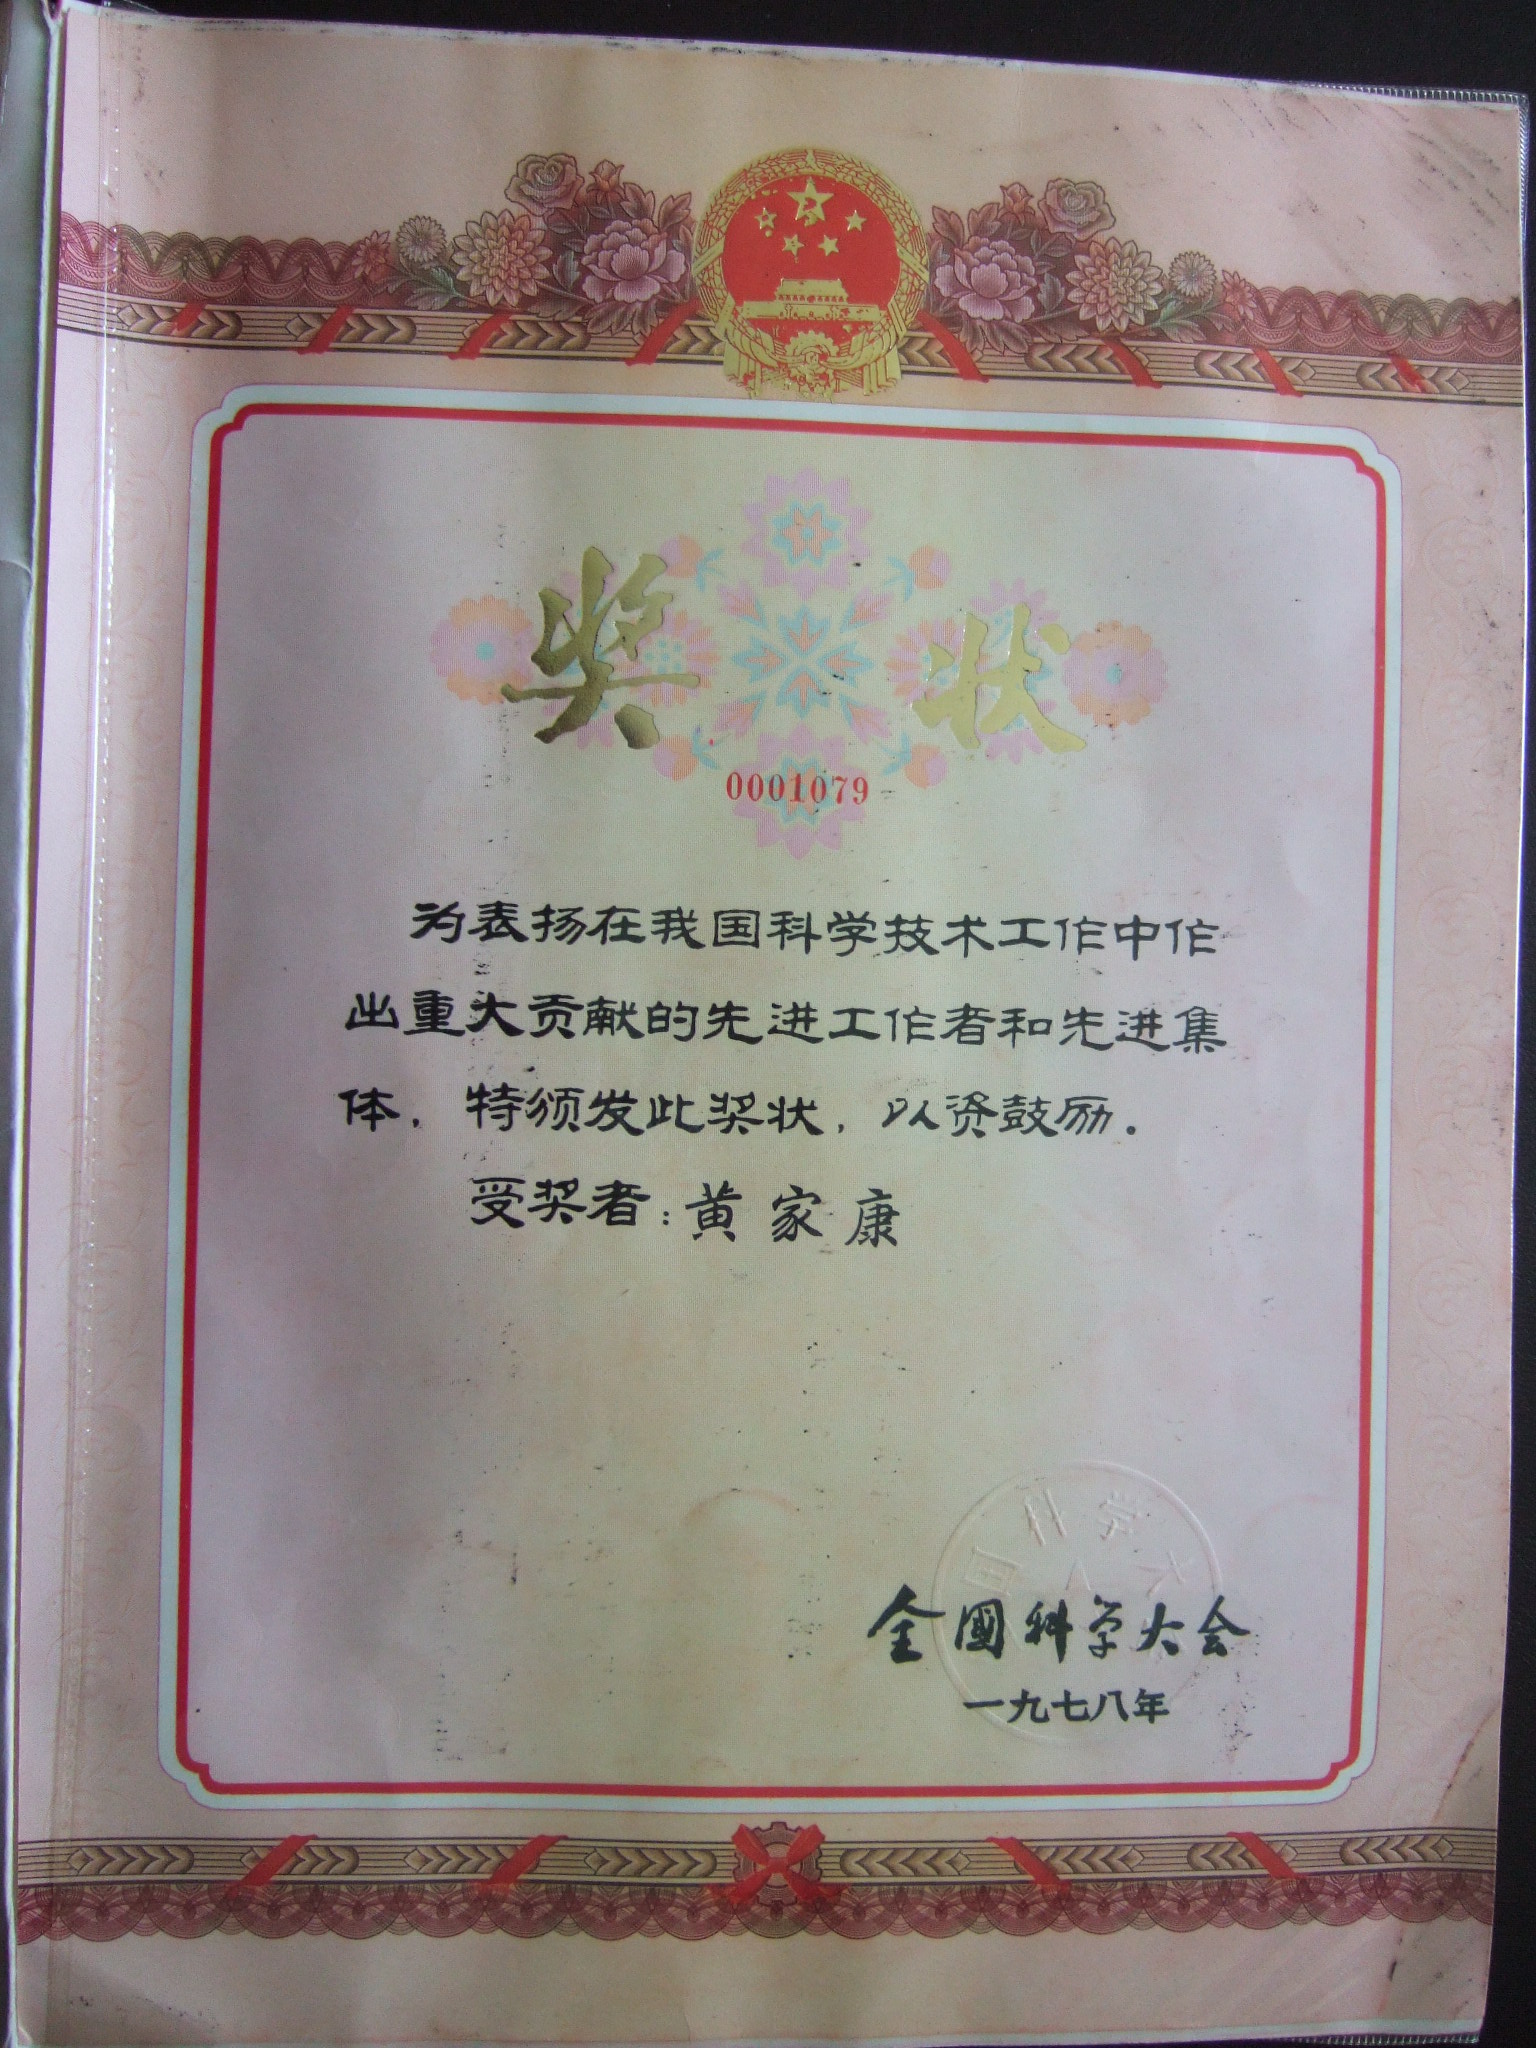 奖状
0001079
为表扬在我国科学技术工作中作
出重大贡献的先进工作者和先进集
体，特颁发此奖状，以资鼓励．
受奖者：黄家康
全國科学大会
一九七八年